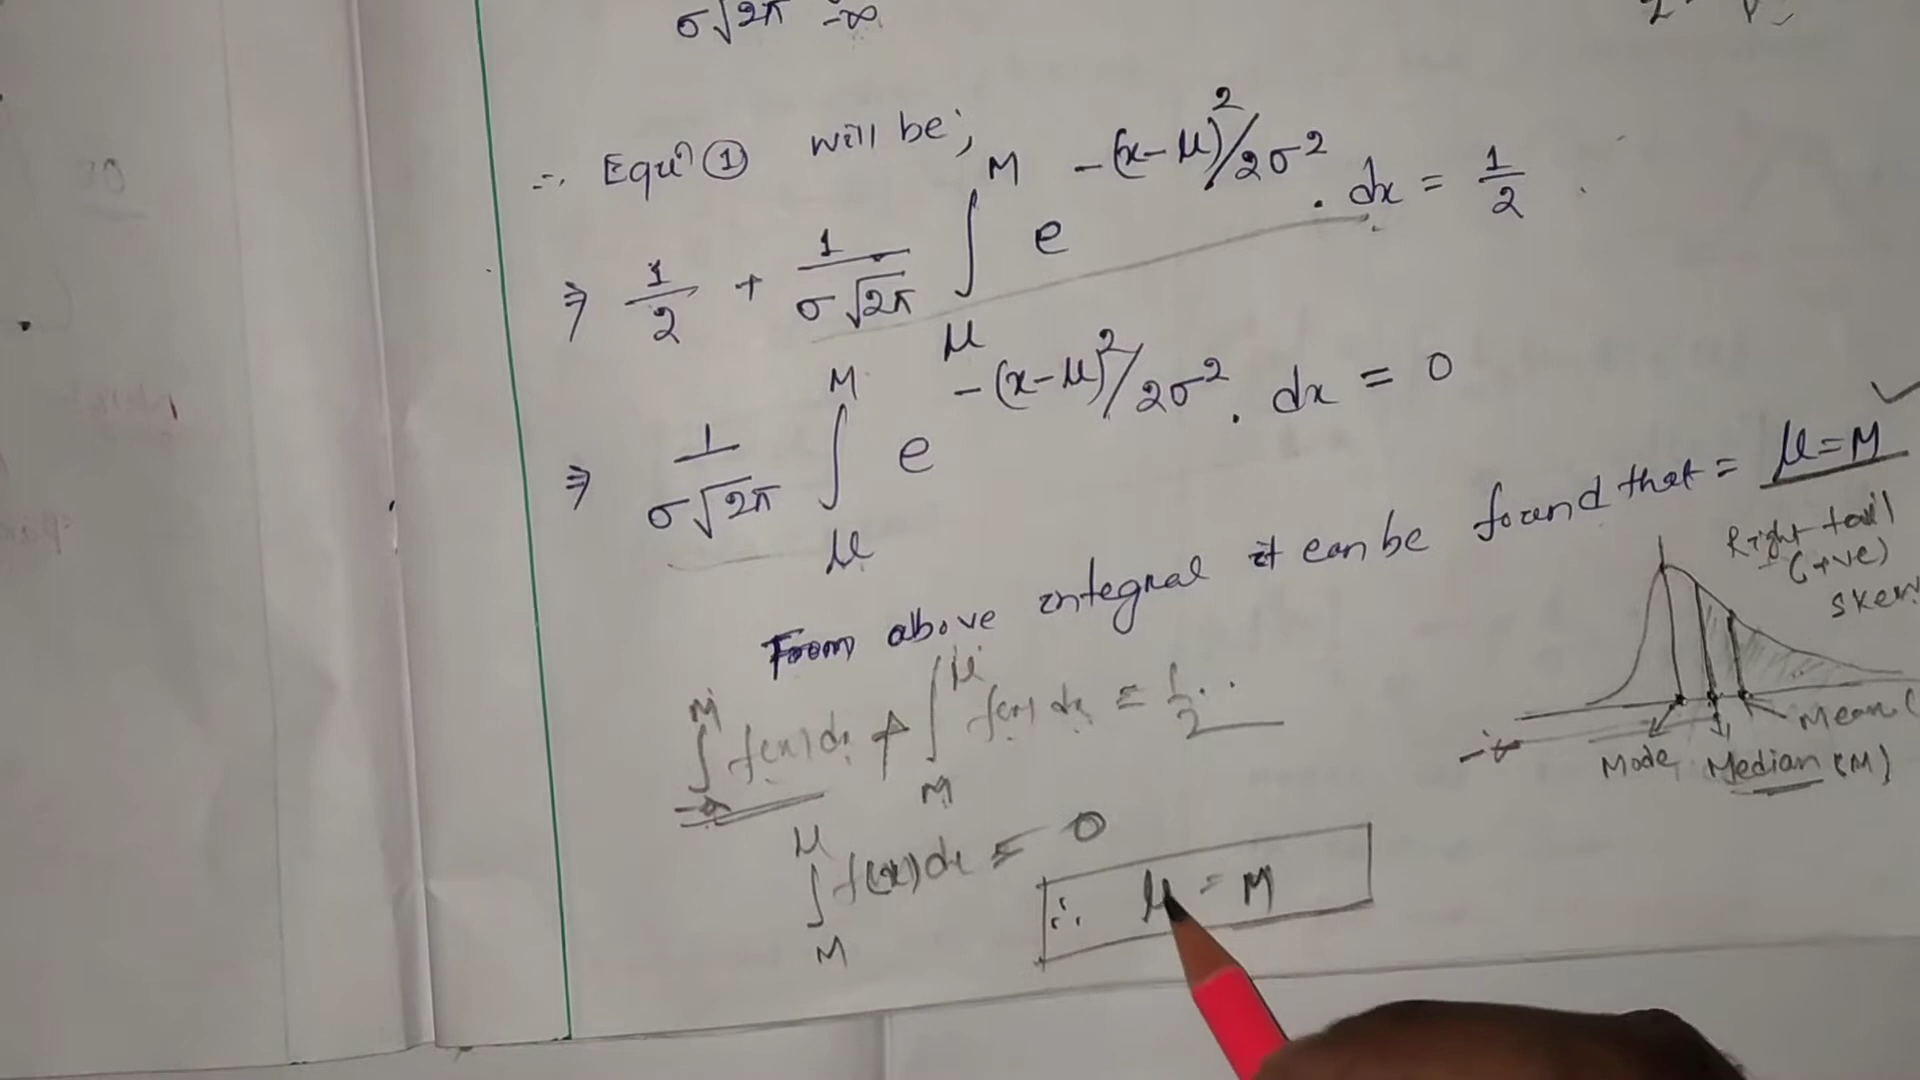 σ√2π -∞
∴ Equⁿ ① will be;
⇒ 1/2 + 1/(σ√2π) ∫_μ^M e^(-(x-μ)²/2σ²) . dx = 1/2
⇒ 1/(σ√2π) ∫_μ^M e^(-(x-μ)²/2σ²) . dx = 0
From above integral it can be found that = μ=M
Right tail
(+ve)
skew
∫_-∞^M f(x)dx + ∫_M^μ f(x)dx = 1/2
-∞
Mode Median (M) Mean (
∫_M^μ f(x)dx = 0
∴ μ = M